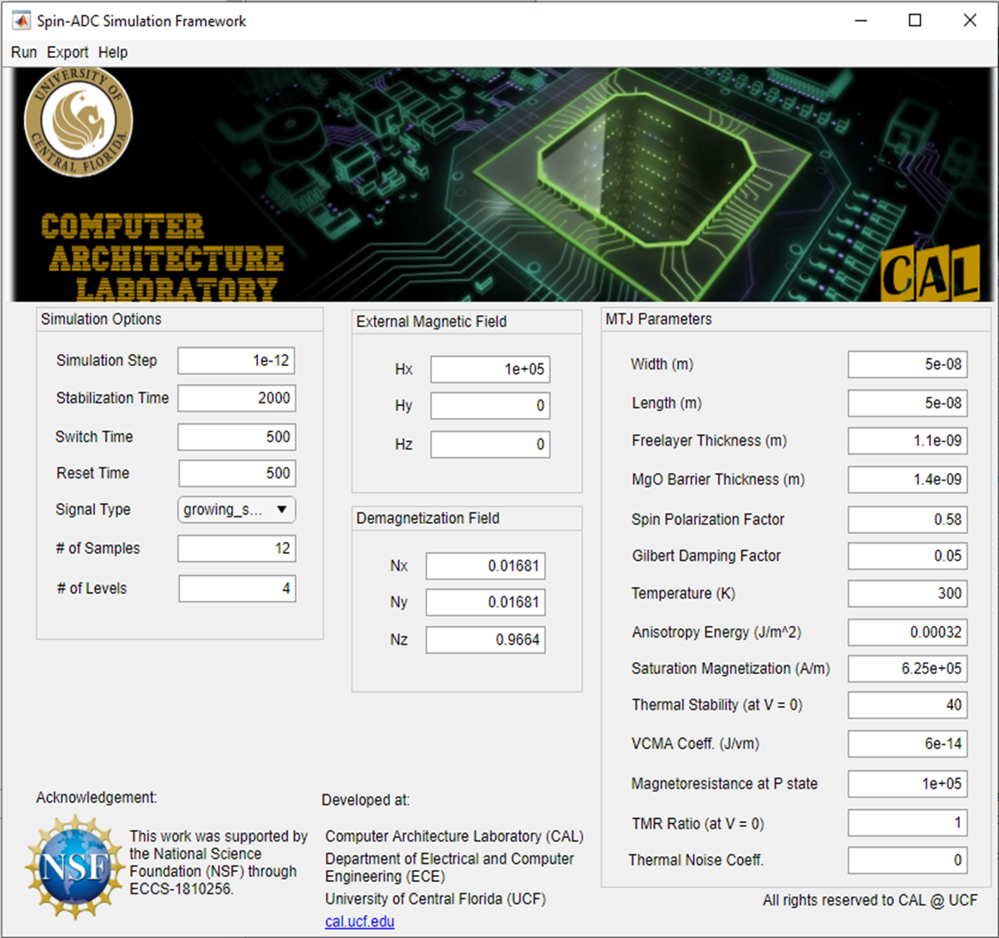 Spin-ADC Simulation Framework
Run Export Help
UNIVERSITY OF
CENTRAL FLORIDA
COMPUTER
ARCHITECTURE
LABORATORY
CAL
Simulation Options
Simulation Step 1e-12
Stabilization Time 2000
Switch Time 500
Reset Time 500
Signal Type growing_s...
# of Samples 12
# of Levels 4
External Magnetic Field
Hx 1e+05
Hy 0
Hz 0
Demagnetization Field
Nx 0.01681
Ny 0.01681
Nz 0.9664
MTJ Parameters
Width (m) 5e-08
Length (m) 5e-08
Freelayer Thickness (m) 1.1e-09
MgO Barrier Thickness (m) 1.4e-09
Spin Polarization Factor 0.58
Gilbert Damping Factor 0.05
Temperature (K) 300
Anisotropy Energy (J/m^2) 0.00032
Saturation Magnetization (A/m) 6.25e+05
Thermal Stability (at V = 0) 40
VCMA Coeff. (J/vm) 6e-14
Magnetoresistance at P state 1e+05
TMR Ratio (at V = 0) 1
Thermal Noise Coeff. 0
Acknowledgement:
NSF
This work was supported by
the National Science
Foundation (NSF) through
ECCS-1810256.
Developed at:
Computer Architecture Laboratory (CAL)
Department of Electrical and Computer
Engineering (ECE)
University of Central Florida (UCF)
cal.ucf.edu
All rights reserved to CAL @ UCF